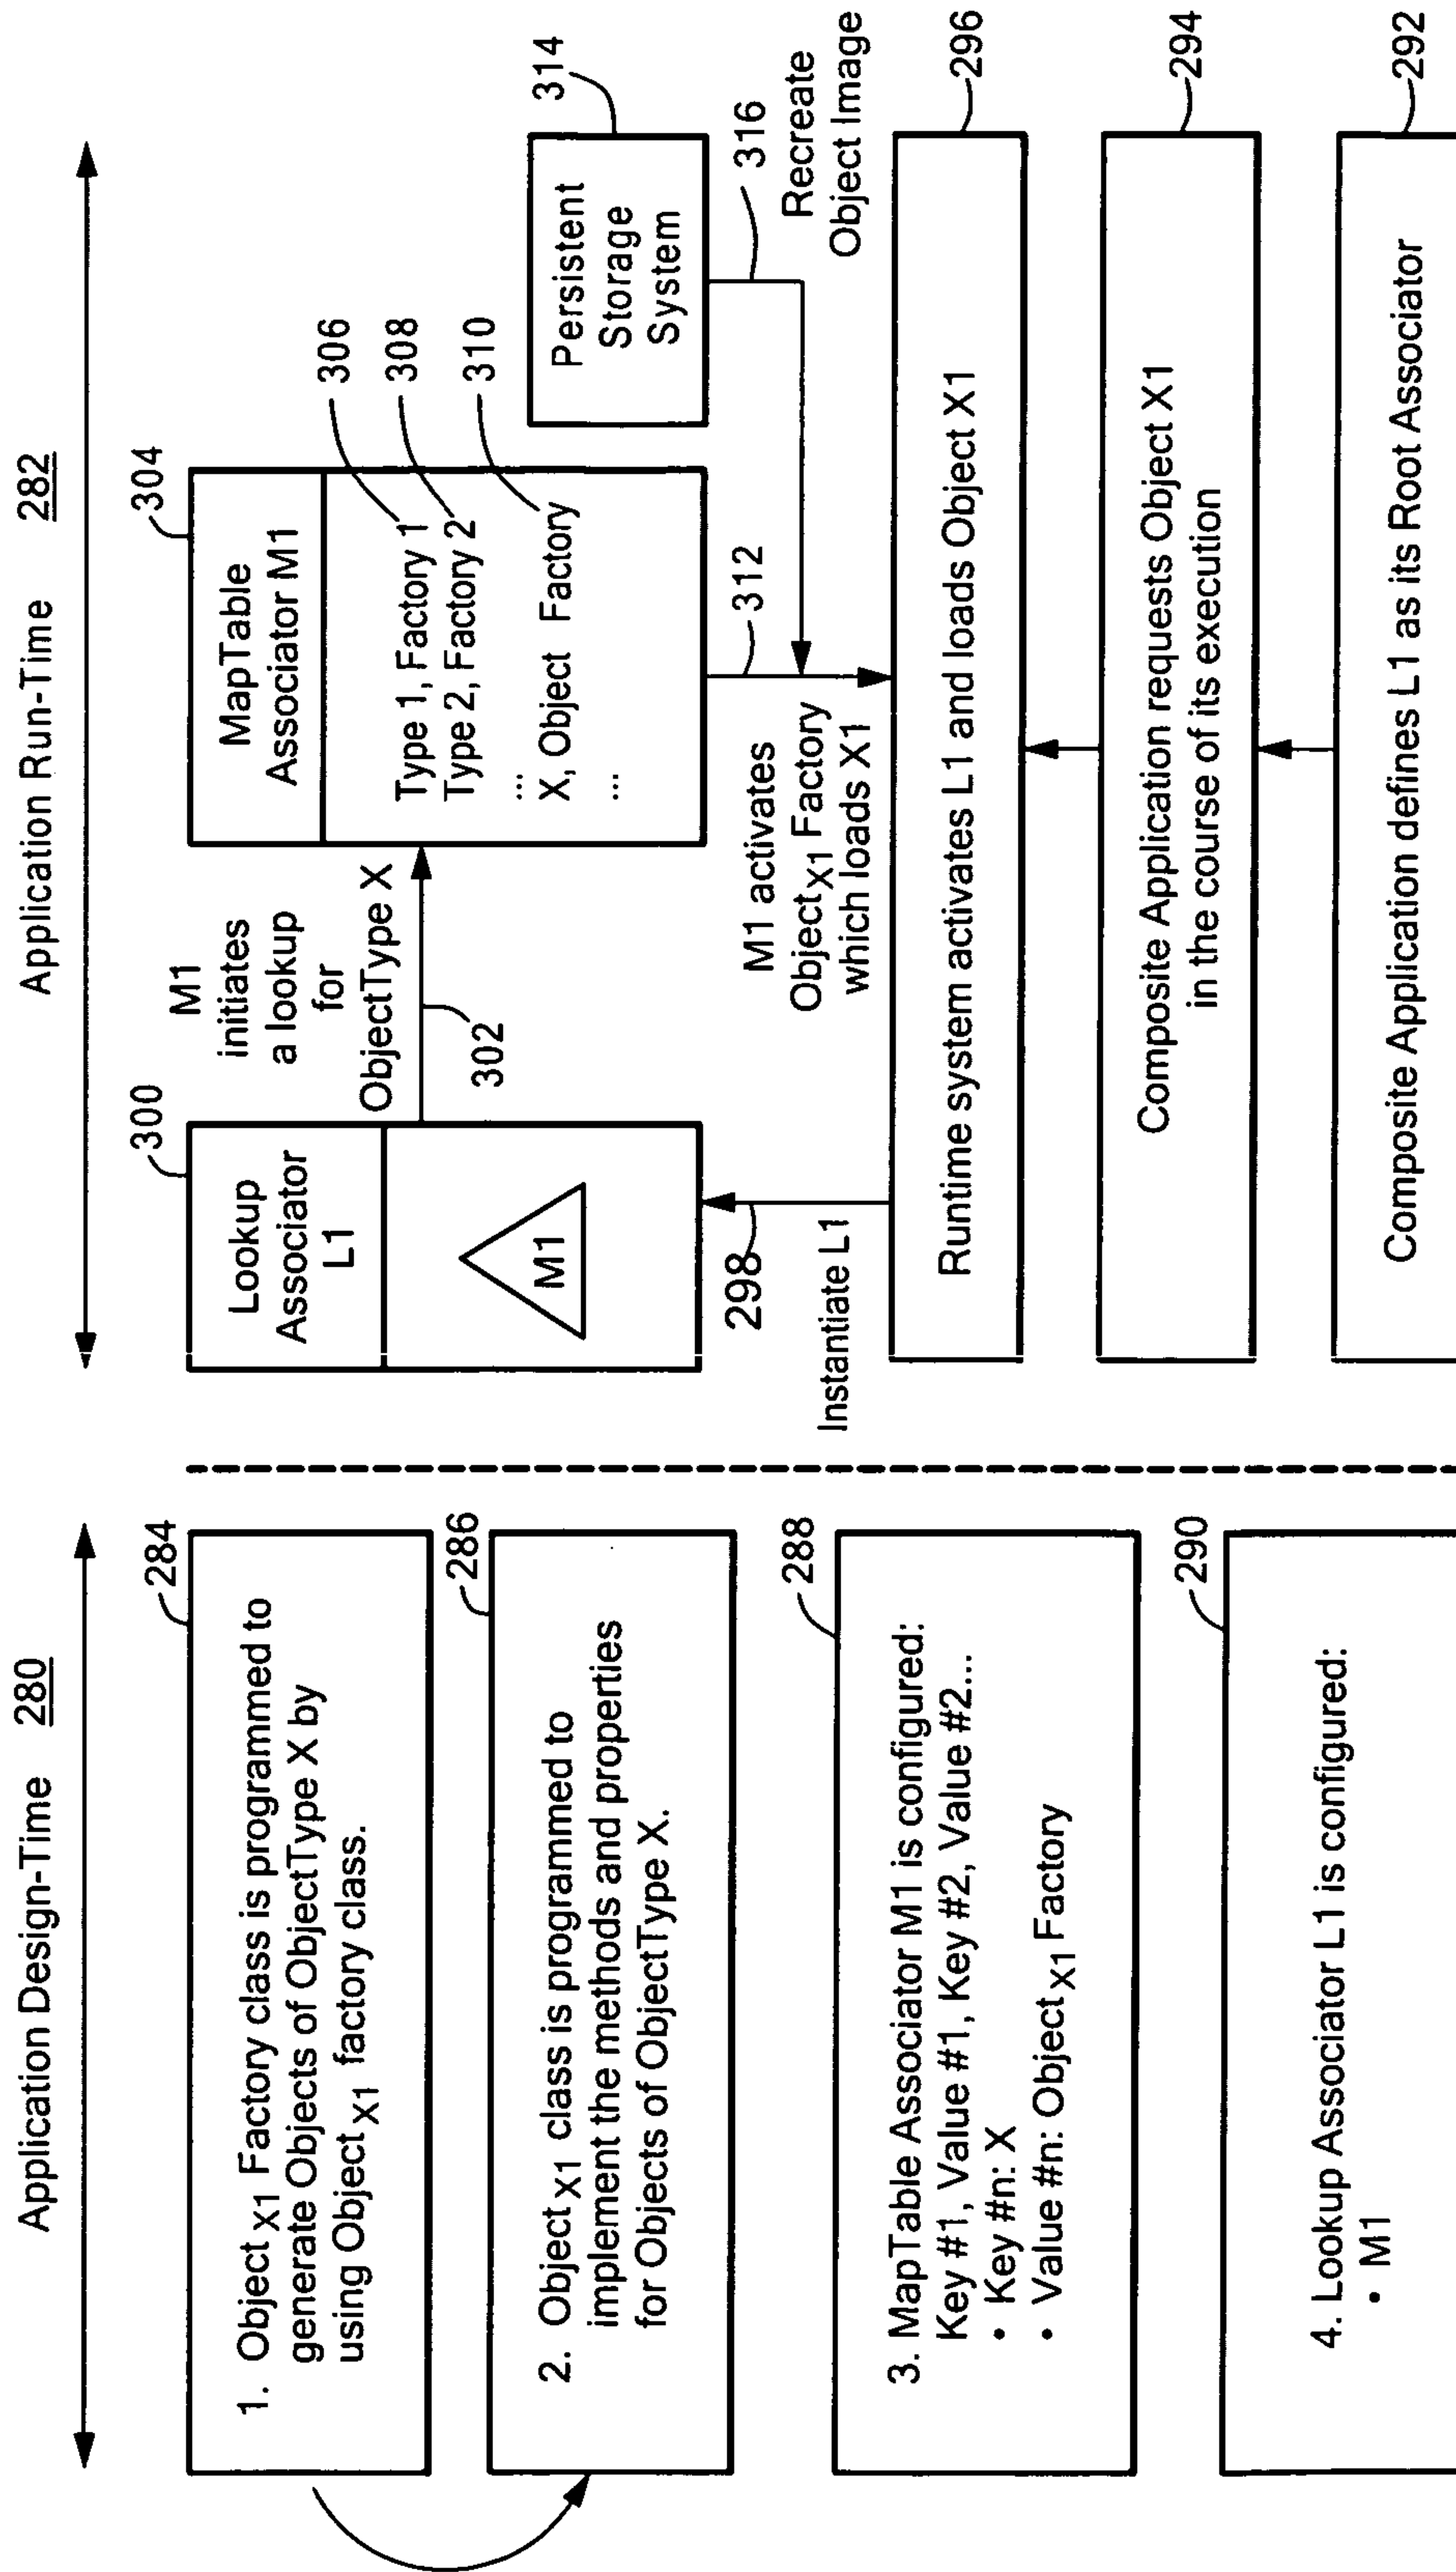 Application Design-Time 280
284
1. Object X1 Factory class is programmed to
generate Objects of ObjectType X by
using Object X1 factory class.
286
2. Object X1 class is programmed to
implement the methods and properties
for Objects of ObjectType X.
288
3. MapTable Associator M1 is configured:
Key #1, Value #1, Key #2, Value #2...
• Key #n: X
• Value #n: Object X1 Factory
290
4. Lookup Associator L1 is configured:
• M1
Application Run-Time 282
300
Lookup
Associator
L1
M1
M1
initiates
a lookup
for
ObjectType X
302
304
MapTable
Associator M1
Type 1, Factory 1
Type 2, Factory 2
...
X, Object Factory
...
306
308
310
314
Persistent
Storage
System
316
Recreate
Object Image
312
M1 activates
Object X1 Factory
which loads X1
298
Instantiate L1
Runtime system activates L1 and loads Object X1
296
Composite Application requests Object X1
in the course of its execution
294
Composite Application defines L1 as its Root Associator
292